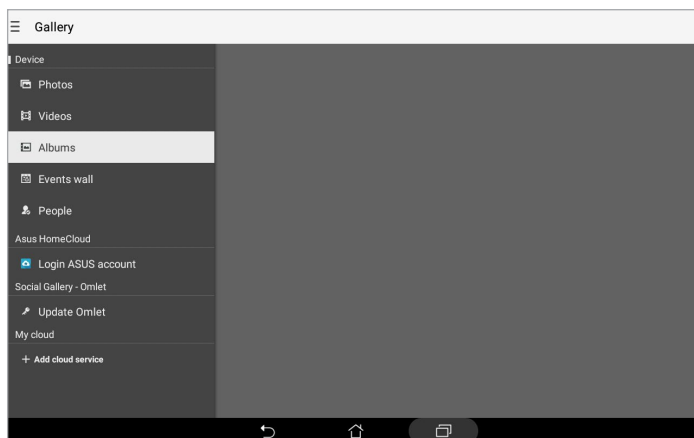 Gallery
Device
Photos
Videos
Albums
Events wall
People
Asus HomeCloud
Login ASUS account
Social Gallery - Omlet
Update Omlet
My cloud
+ Add cloud service